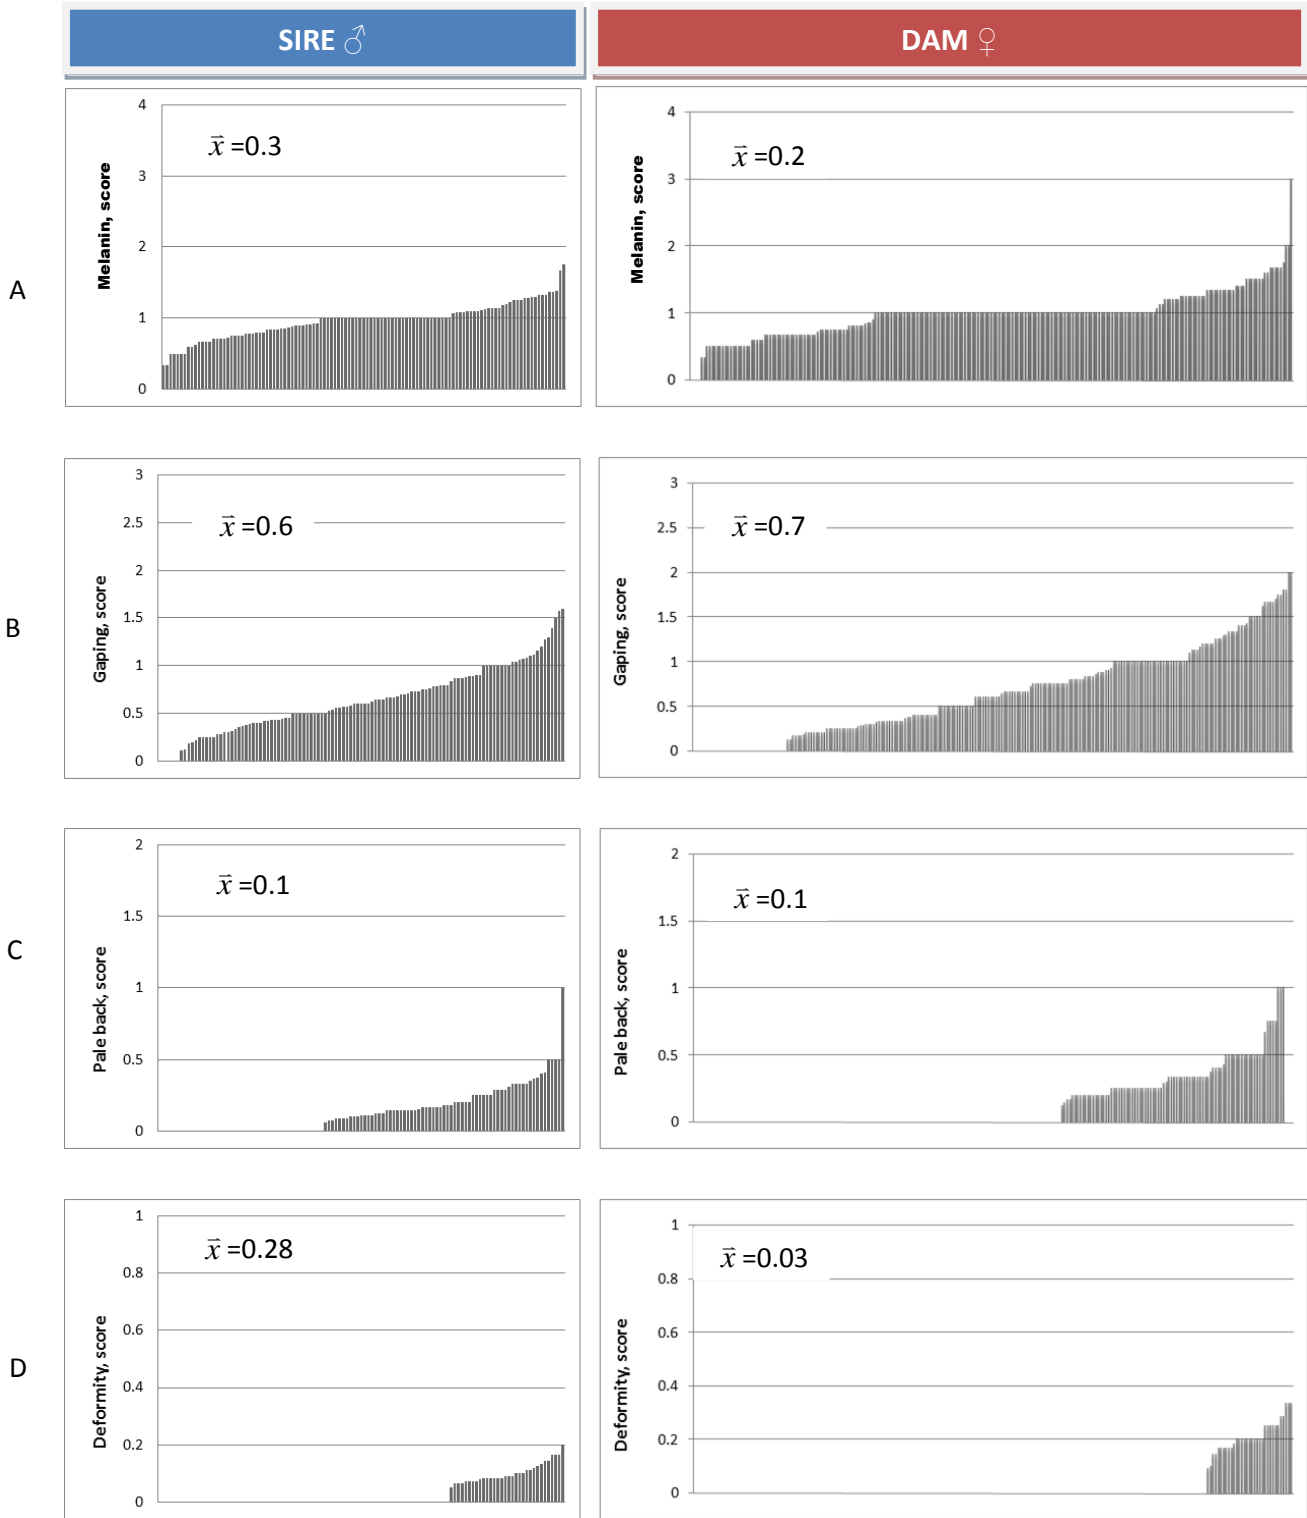 SIRE ♂
DAM ♀
A
Melanin, score
4
3
2
1
0
x̄ =0.3
Melanin, score
4
3
2
1
0
x̄ =0.2
B
Gaping, score
3
2.5
2
1.5
1
0.5
0
x̄ =0.6
Gaping, score
3
2.5
2
1.5
1
0.5
0
x̄ =0.7
C
Pale back, score
2
1.5
1
0.5
0
x̄ =0.1
Pale back, score
2
1.5
1
0.5
0
x̄ =0.1
D
Deformity, score
1
0.8
0.6
0.4
0.2
0
x̄ =0.28
Deformity, score
1
0.8
0.6
0.4
0.2
0
x̄ =0.03